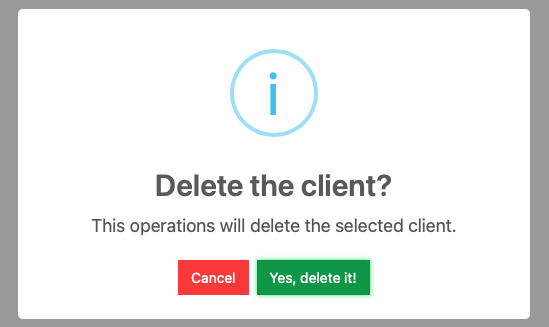 Delete the client?
This operations will delete the selected client.
Cancel Yes, delete it!